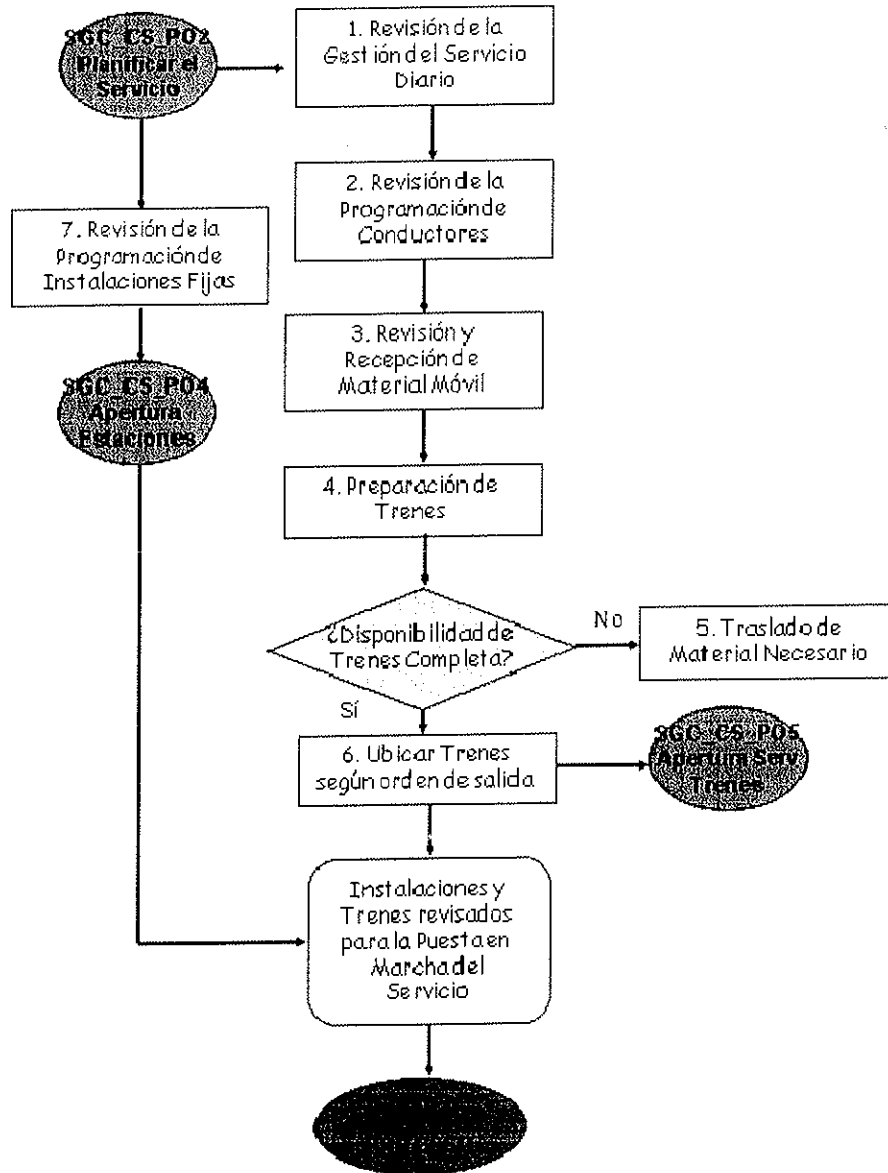 SGC_CS_P02
Planificar el
Servicio
1. Revisión de la
Gestión del Servicio
Diario
2. Revisión de la
Programación de
Conductores
7. Revisión de la
Programación de
Instalaciones Fijas
3. Revisión y
Recepción de
Material Móvil
SGC_CS_P04
Apertura
Estaciones
4. Preparación de
Trenes
¿Disponibilidad de
Trenes Completa?
No
5. Traslado de
Material Necesario
Sí
6. Ubicar Trenes
según orden de salida
SGC_CS_P05
Apertura Serv
Trenes
Instalaciones y
Trenes revisados
para la Puesta en
Marcha del
Servicio